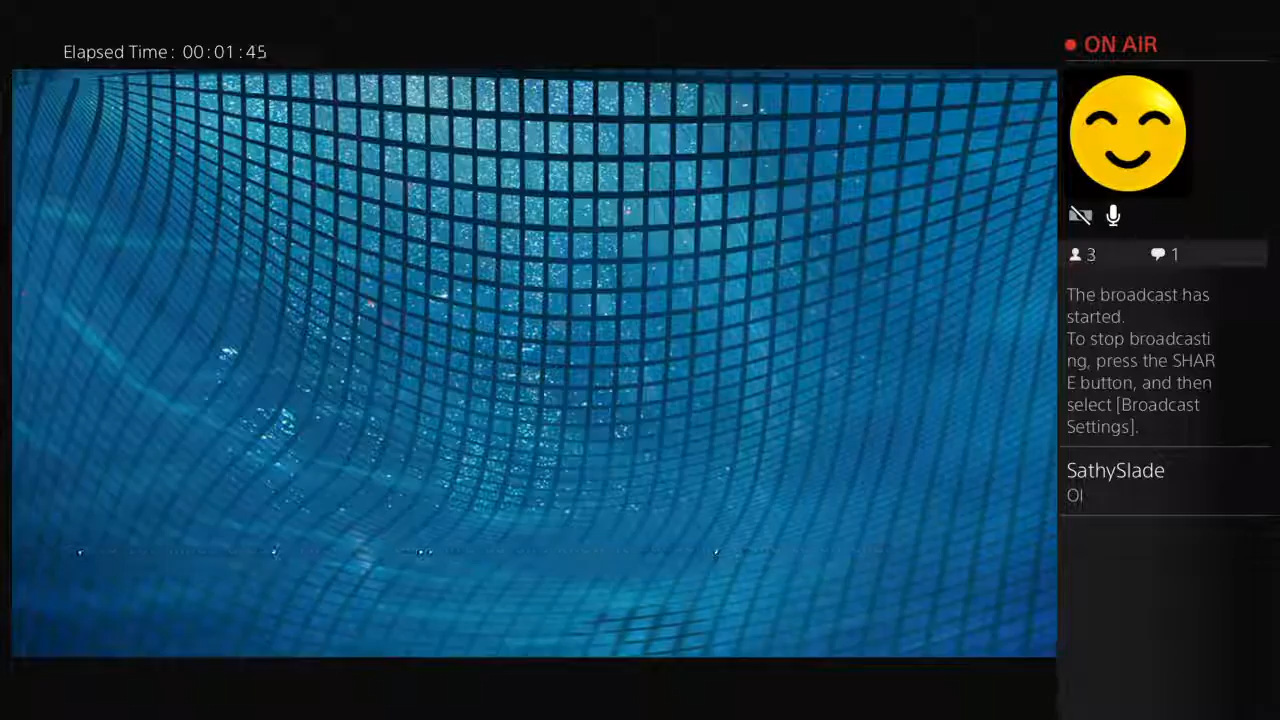 Elapsed Time: 00:01:45
ON AIR
3 1
The broadcast has
started.
To stop broadcasti
ng, press the SHAR
E button, and then
select [Broadcast
Settings].
SathySlade
OI